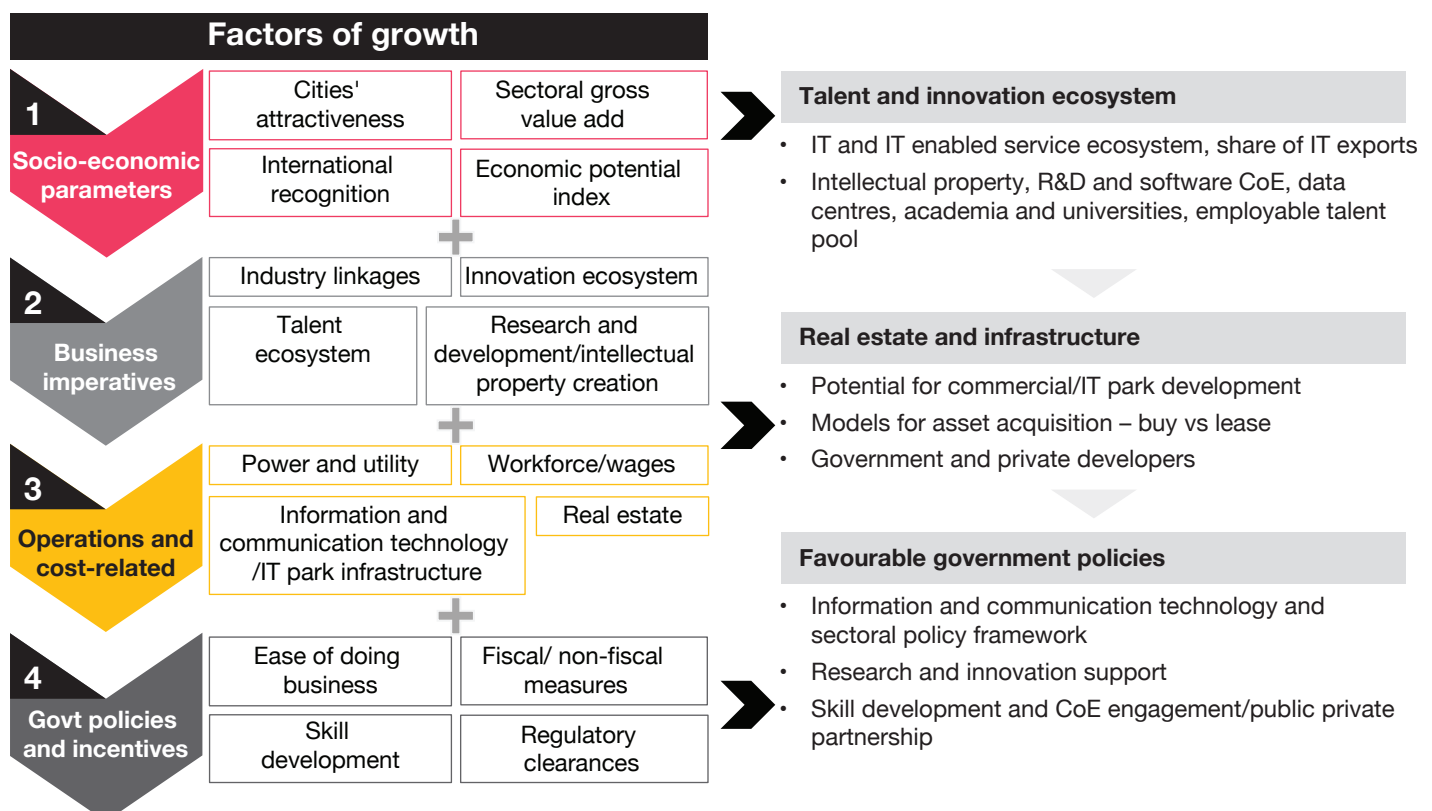 Factors of growth
1
Socio-economic
parameters
Cities'
attractiveness
Sectoral gross
value add
International
recognition
Economic potential
index
2
Business
imperatives
Industry linkages
Innovation ecosystem
Talent
ecosystem
Research and
development/intellectual
property creation
3
Operations and
cost-related
Power and utility
Workforce/wages
Information and
communication technology
/IT park infrastructure
Real estate
4
Govt policies
and incentives
Ease of doing
business
Fiscal/ non-fiscal
measures
Skill
development
Regulatory
clearances
Talent and innovation ecosystem
• IT and IT enabled service ecosystem, share of IT exports
• Intellectual property, R&D and software CoE, data
centres, academia and universities, employable talent
pool
Real estate and infrastructure
• Potential for commercial/IT park development
• Models for asset acquisition – buy vs lease
• Government and private developers
Favourable government policies
• Information and communication technology and
sectoral policy framework
• Research and innovation support
• Skill development and CoE engagement/public private
partnership